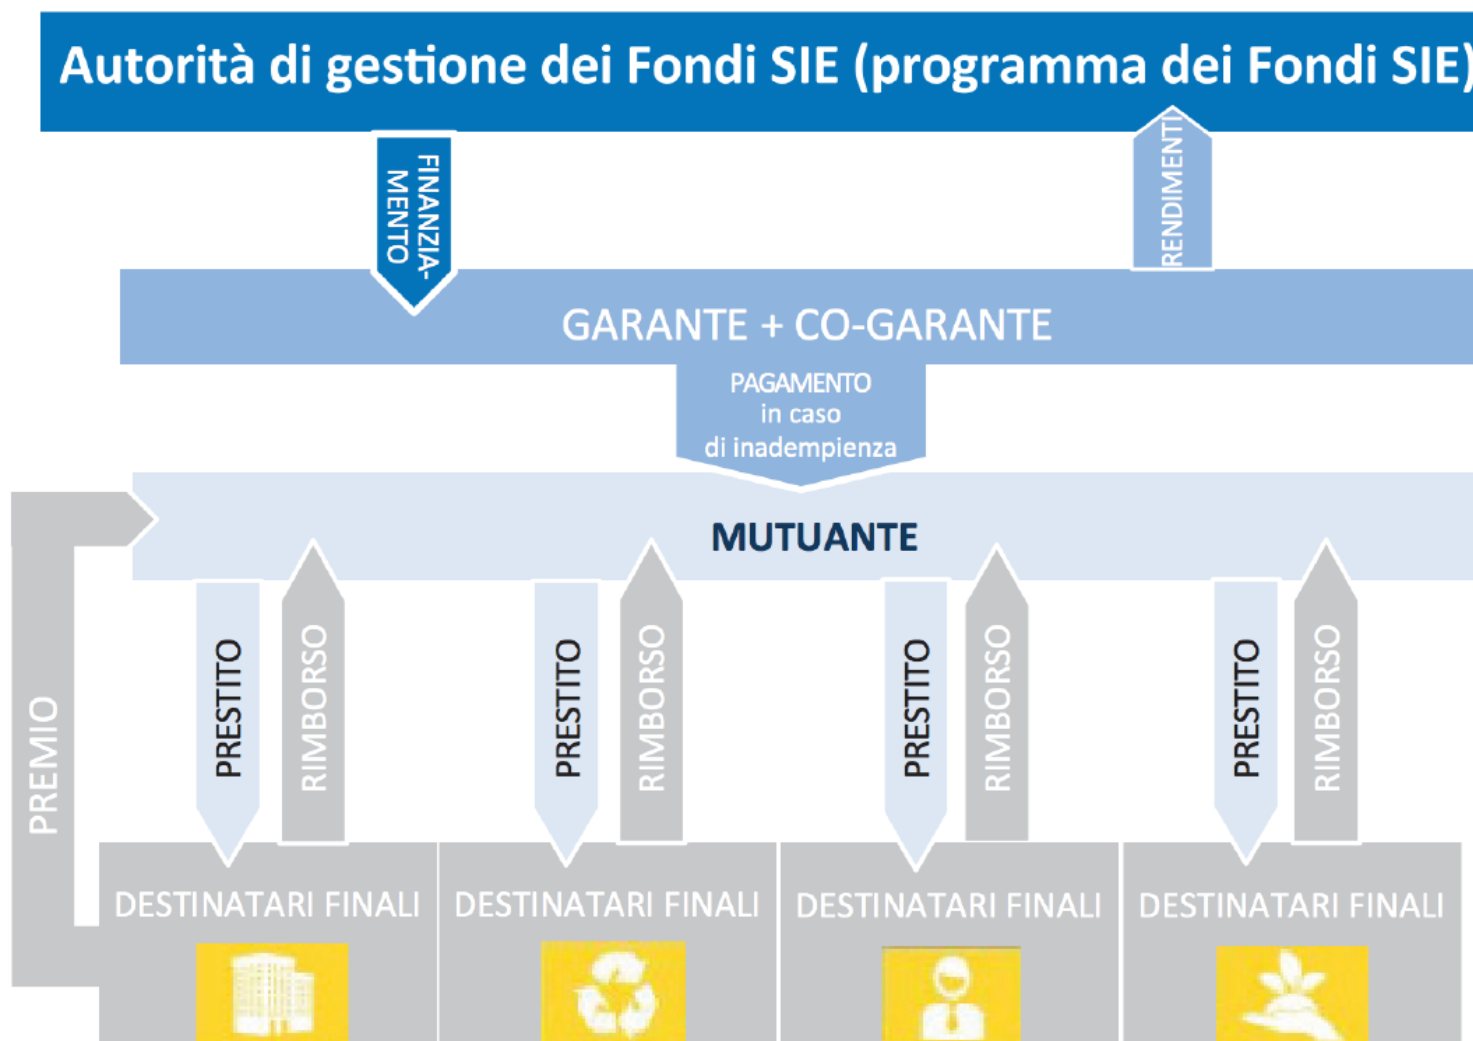 Autorità di gestione dei Fondi SIE (programma dei Fondi SIE)
FINANZIA-
MENTO
RENDIMENTI
GARANTE + CO-GARANTE
PAGAMENTO
in caso
di inadempienza
MUTUANTE
PREMIO
PRESTITO
RIMBORSO
PRESTITO
RIMBORSO
PRESTITO
RIMBORSO
PRESTITO
RIMBORSO
DESTINATARI FINALI
DESTINATARI FINALI
DESTINATARI FINALI
DESTINATARI FINALI